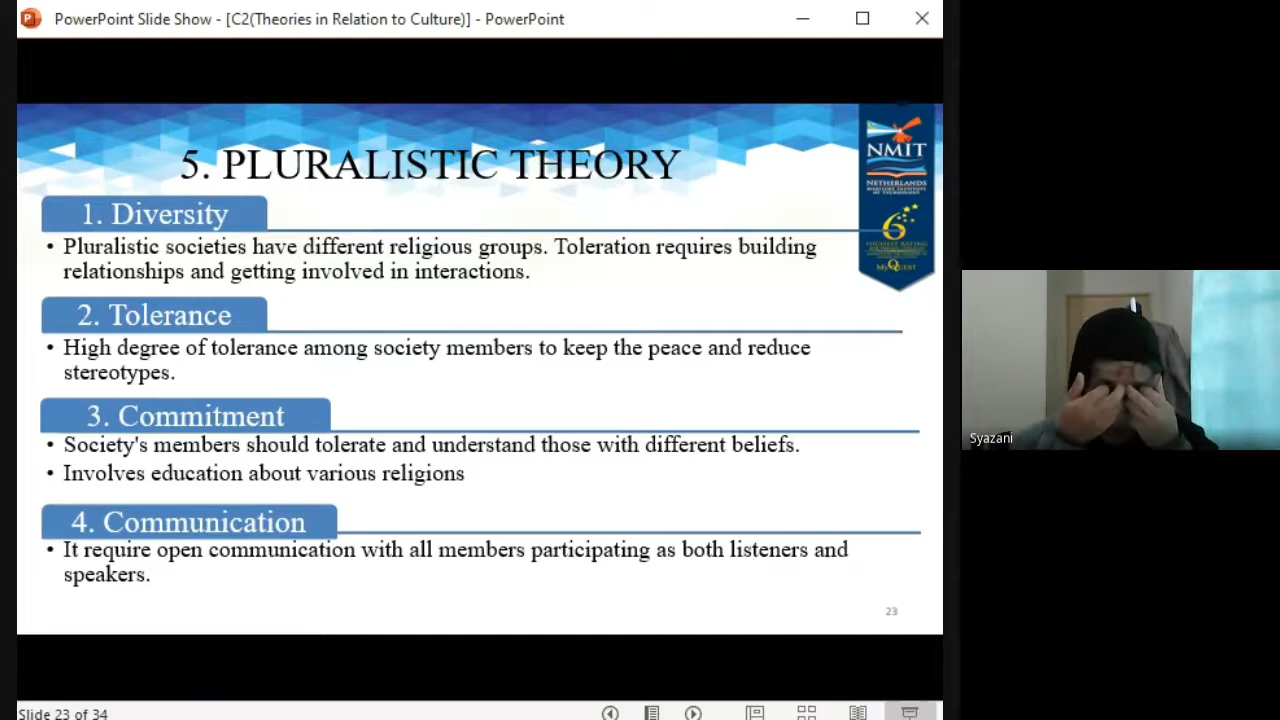 PowerPoint Slide Show - [C2(Theories in Relation to Culture)] - PowerPoint
5. PLURALISTIC THEORY
NMIT
NETHERLANDS
1. Diversity
• Pluralistic societies have different religious groups. Toleration requires building
relationships and getting involved in interactions.
6
HIGHEST RATING
MyQUEST
2. Tolerance
• High degree of tolerance among society members to keep the peace and reduce
stereotypes.
3. Commitment
• Society's members should tolerate and understand those with different beliefs.
• Involves education about various religions
4. Communication
• It require open communication with all members participating as both listeners and
speakers.
23
Syazani
Slide 23 of 34